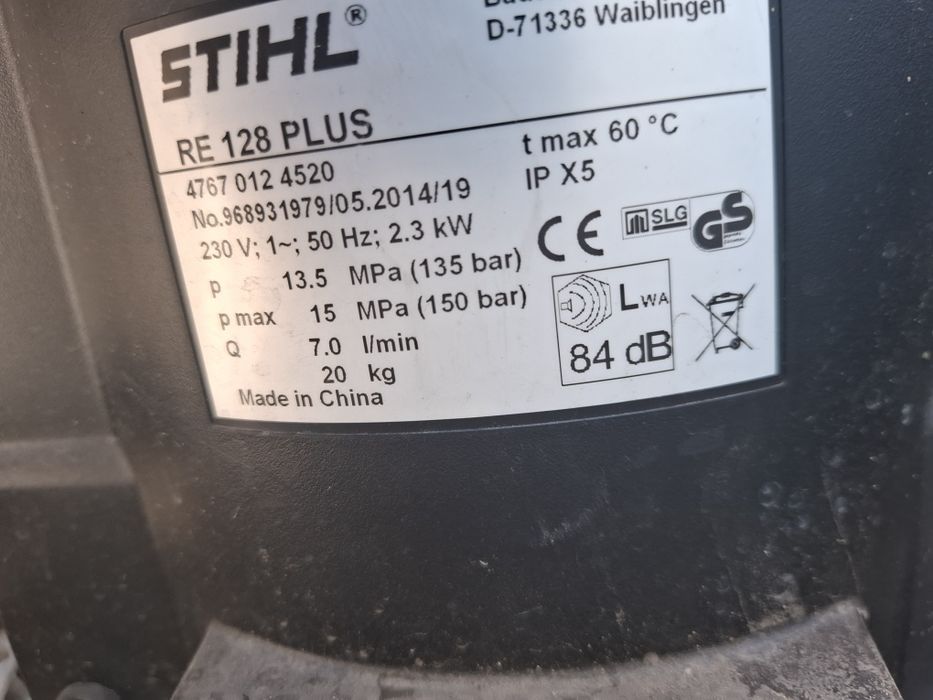 STIHL®
D-71336 Waiblingen
RE 128 PLUS
4767 012 4520
No.968931979/05.2014/19
230 V; 1~; 50 Hz; 2.3 kW
p 13.5 MPa (135 bar)
p max 15 MPa (150 bar)
Q 7.0 l/min
20 kg
Made in China
t max 60 °C
IP X5
CE
SLG
GS
LWA
84 dB